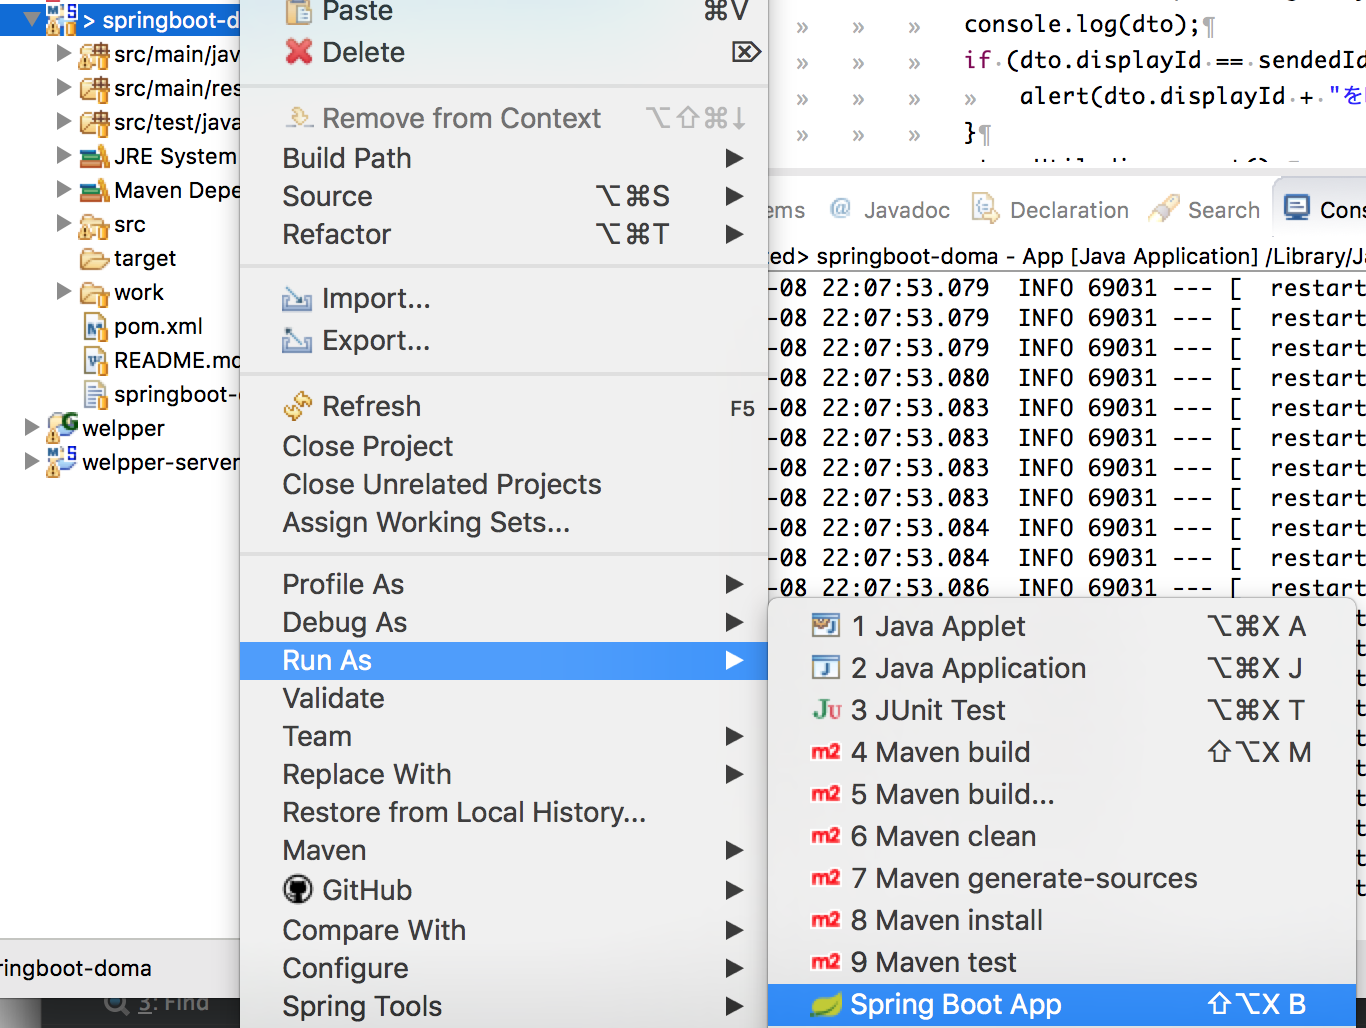 > springboot-d
src/main/jav
src/main/res
src/test/java
JRE System
Maven Depe
src
target
work
pom.xml
README.md
springboot-
welpper
welpper-server
ringboot-doma
3: Find
Paste ⌘V
Delete ⌦
Remove from Context ⌥⇧⌘↓
Build Path
Source ⌥⌘S
Refactor ⌥⌘T
Import...
Export...
Refresh F5
Close Project
Close Unrelated Projects
Assign Working Sets...
Profile As
Debug As
Run As
Validate
Team
Replace With
Restore from Local History...
Maven
GitHub
Compare With
Configure
Spring Tools
console.log(dto);¶
if (dto.displayId == sendedId
alert(dto.displayId + "を
}¶
ems @ Javadoc Declaration Search Cons
ed> springboot-doma - App [Java Application] /Library/Ja
-08 22:07:53.079 INFO 69031 --- [ restart
-08 22:07:53.079 INFO 69031 --- [ restart
-08 22:07:53.079 INFO 69031 --- [ restart
-08 22:07:53.080 INFO 69031 --- [ restart
-08 22:07:53.083 INFO 69031 --- [ restart
-08 22:07:53.083 INFO 69031 --- [ restart
-08 22:07:53.083 INFO 69031 --- [ restart
-08 22:07:53.083 INFO 69031 --- [ restart
-08 22:07:53.084 INFO 69031 --- [ restart
-08 22:07:53.084 INFO 69031 --- [ restart
-08 22:07:53.086 INFO 69031 --- [ restart
1 Java Applet ⌥⌘X A
2 Java Application ⌥⌘X J
3 JUnit Test ⌥⌘X T
4 Maven build ⇧⌥X M
5 Maven build...
6 Maven clean
7 Maven generate-sources
8 Maven install
9 Maven test
Spring Boot App ⇧⌥X B